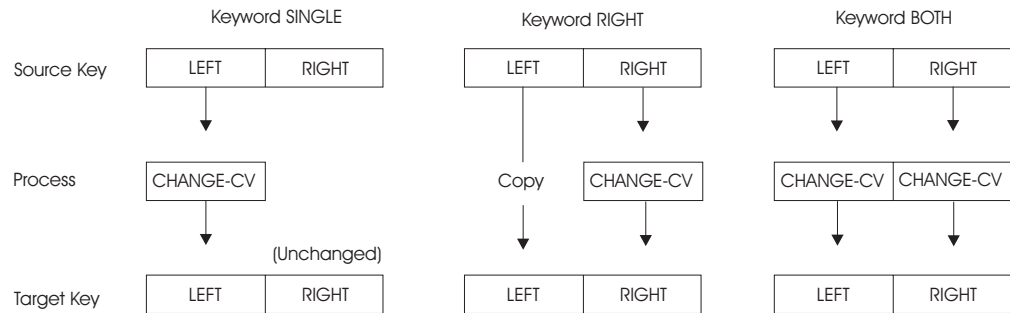 Keyword SINGLE Keyword RIGHT Keyword BOTH
Source Key LEFT RIGHT LEFT RIGHT LEFT RIGHT
Process CHANGE-CV Copy CHANGE-CV CHANGE-CV CHANGE-CV
(Unchanged)
Target Key LEFT RIGHT LEFT RIGHT LEFT RIGHT